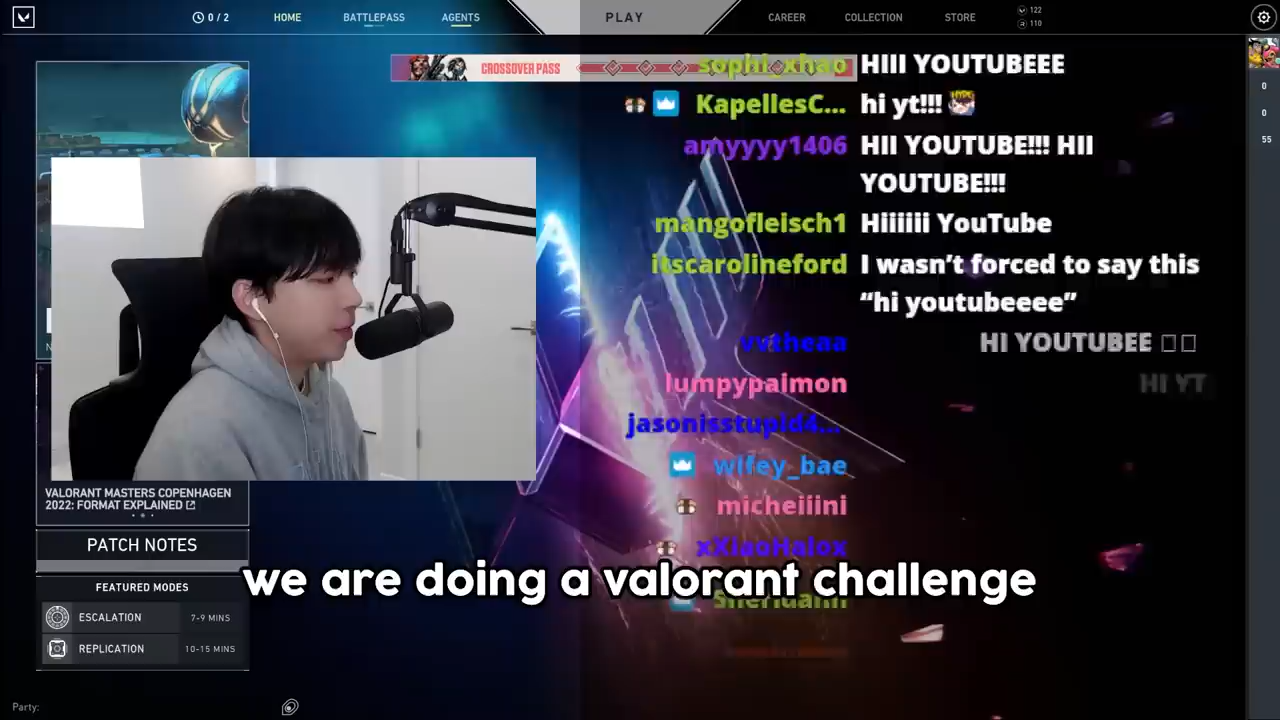 0 / 2
HOME
BATTLEPASS
AGENTS
PLAY
CAREER
COLLECTION
STORE
122
110
CROSSOVER PASS
sophi_xhao HIII YOUTUBEEE
KapellesC... hi yt!!!
amyyyy1406 HII YOUTUBE!!! HII
YOUTUBE!!!
mangofleisch1 Hiiiiii YouTube
itscarolineford I wasn't forced to say this
“hi youtubeeee”
vvtheaa HI YOUTUBEE
lumpypaimon HI YT
jasonisstupid4...
wifey_bae
micheiiini
xXiaoHalox
0
0
55
VALORANT MASTERS COPENHAGEN
2022: FORMAT EXPLAINED
PATCH NOTES
FEATURED MODES
ESCALATION 7-9 MINS
REPLICATION 10-15 MINS
we are doing a valorant challenge
Party: